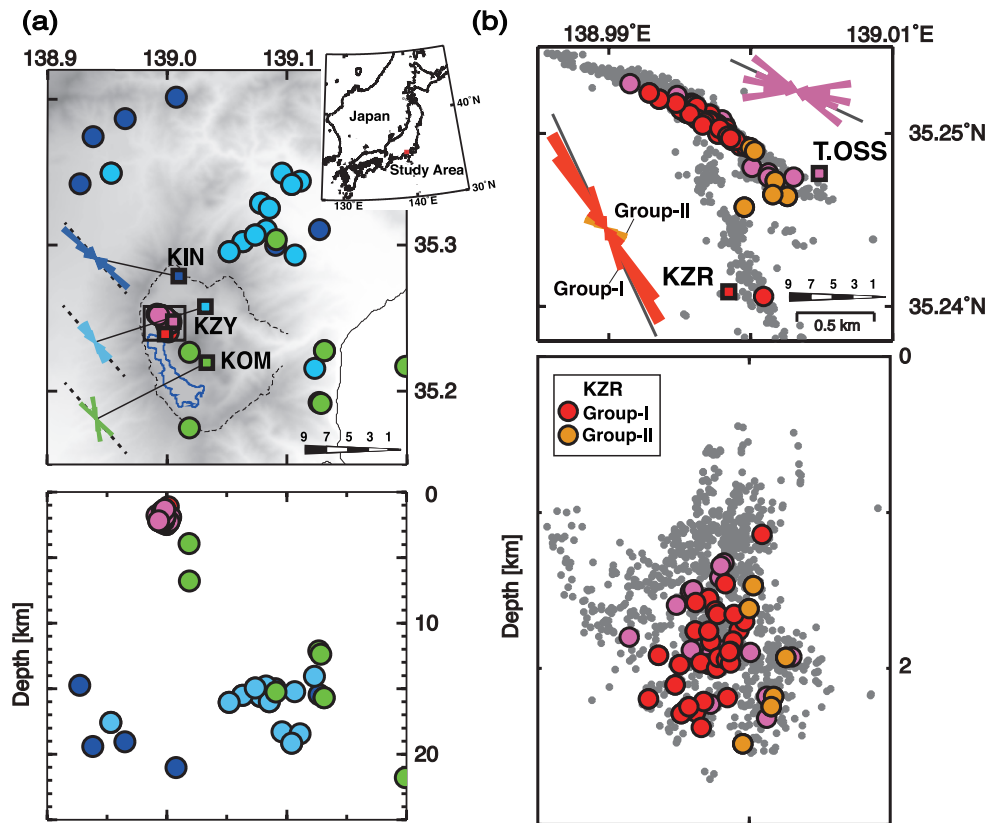 (a)
138.9
139.0
139.1
Japan
40°N
Study Area
130°E
140°E
30°N
35.3
KIN
KZY
KOM
35.2
9 7 5 3 1
0
10
20
Depth [km]
(b)
138.99°E
139.01°E
35.25°N
T.OSS
Group-II
Group-I
KZR
9 7 5 3 1
0.5 km
35.24°N
0
KZR
Group-I
Group-II
Depth [km]
2